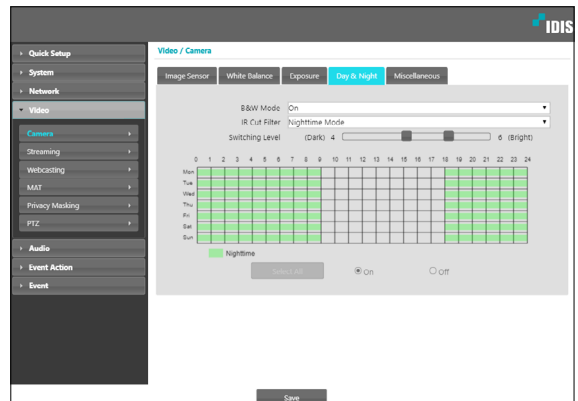 IDIS
Quick Setup
System
Network
Video
Camera
Streaming
Webcasting
MAT
Privacy Masking
PTZ
Audio
Event Action
Event
Video / Camera
Image Sensor White Balance Exposure Day & Night Miscellaneous
B&W Mode On
IR Cut Filter Nighttime Mode
Switching Level (Dark) 4 6 (Bright)
0 1 2 3 4 5 6 7 8 9 10 11 12 13 14 15 16 17 18 19 20 21 22 23 24
Mon
Tue
Wed
Thu
Fri
Sat
Sun
Nighttime
Select All On Off
Save